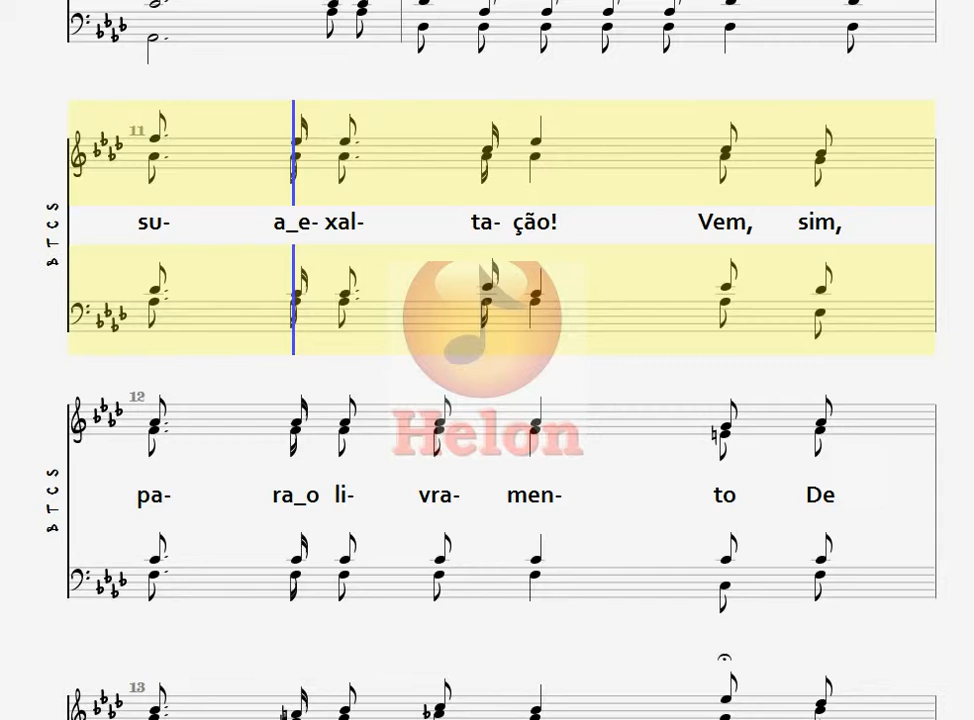 11
su- a_e- xal- ta- ção! Vem, sim,
S
C
T
B
Helon
12
pa- ra_o li- vra- men- to De
S
C
T
B
13